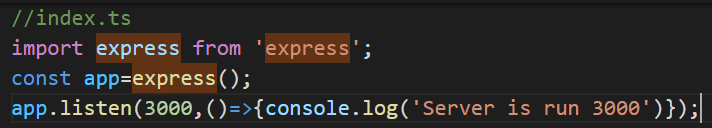 //index.ts
import express from 'express';
const app=express();
app.listen(3000,()=>{console.log('Server is run 3000')});